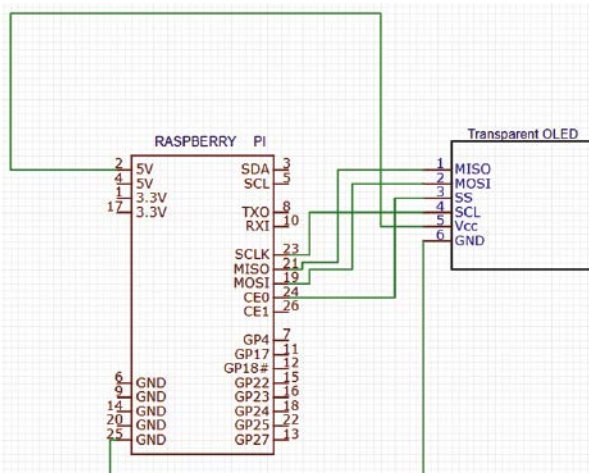 RASPBERRY PI
Transparent OLED
2 5V
4 5V
1 3.3V
17 3.3V
6 GND
9 GND
14 GND
20 GND
25 GND
SDA 3
SCL 5
TXO 8
RXI 10
SCLK 23
MISO 21
MOSI 19
CE0 24
CE1 26
GP4 7
GP17 11
GP18# 12
GP22 15
GP23 16
GP24 18
GP25 22
GP27 13
1 MISO
2 MOSI
3 SS
4 SCL
5 Vcc
6 GND